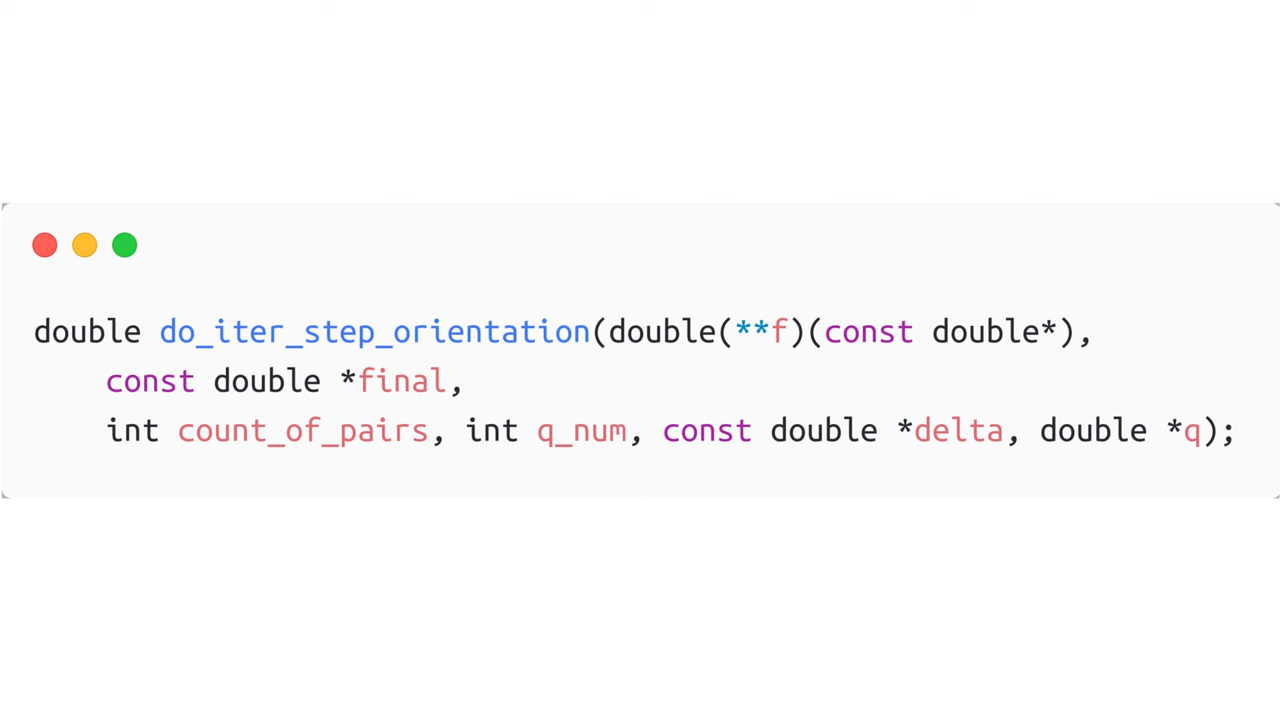 double do_iter_step_orientation(double(**f)(const double*),
const double *final,
int count_of_pairs, int q_num, const double *delta, double *q);